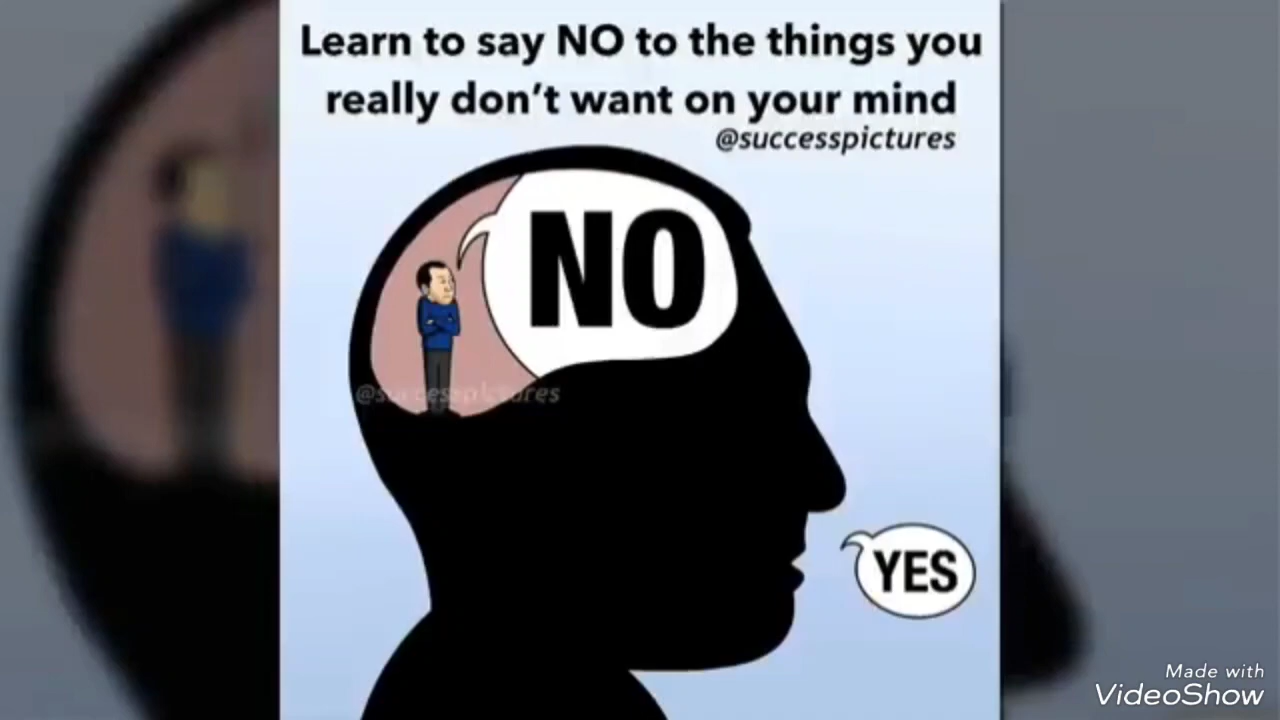 Learn to say NO to the things you
really don't want on your mind
@successpictures
NO
@successpictures
YES
Made with
VideoShow